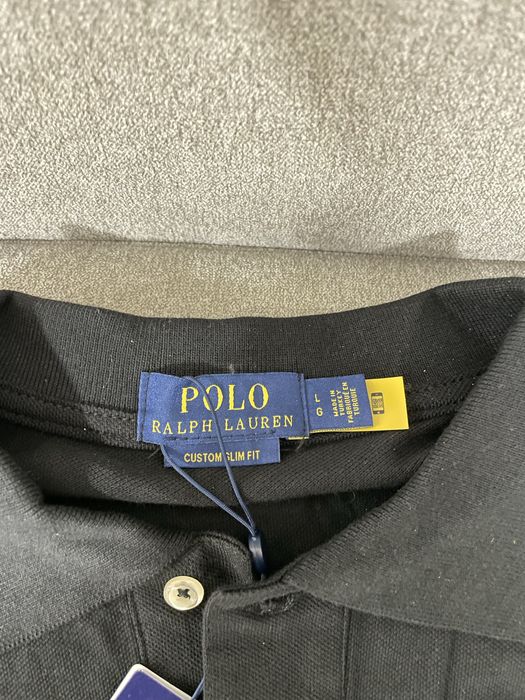 POLO
RALPH LAUREN
CUSTOM SLIM FIT
L
G
MADE IN
TURKEY
FABRIQUÉ EN
TURQUIE